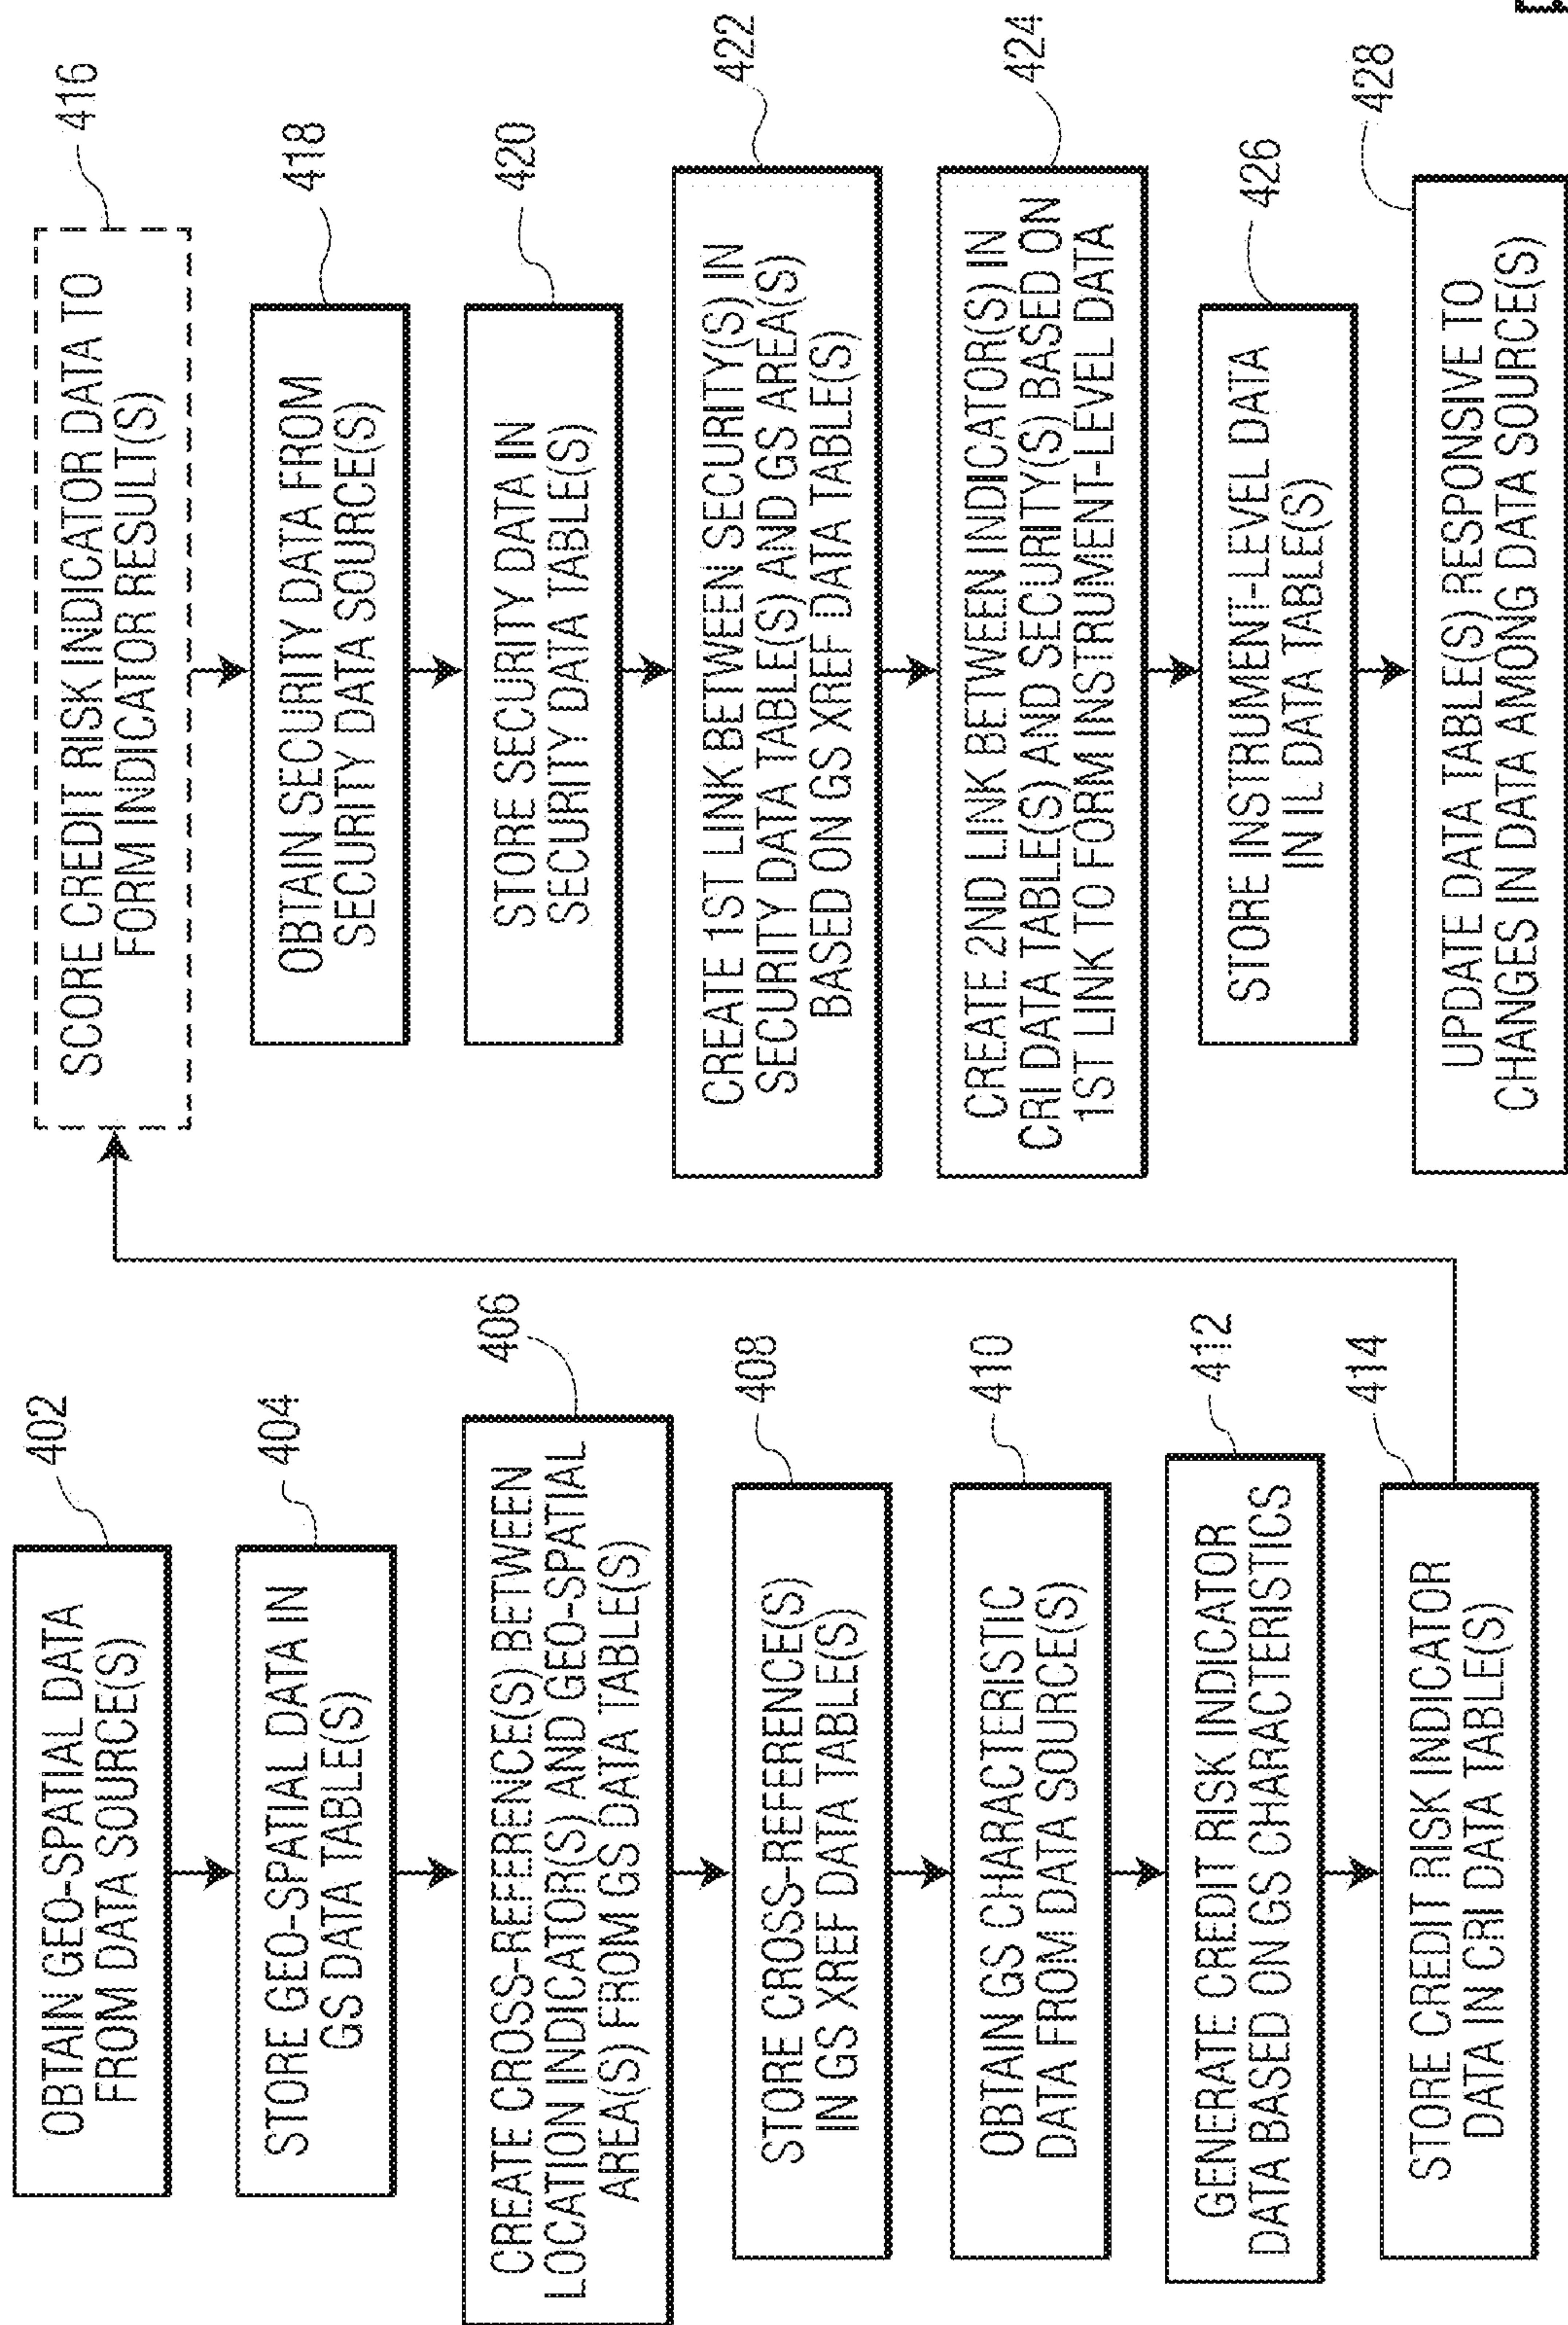 402
OBTAIN GEO-SPATIAL DATA
FROM DATA SOURCE(S)
404
STORE GEO-SPATIAL DATA IN
GS DATA TABLE(S)
406
CREATE CROSS-REFERENCE(S) BETWEEN
LOCATION INDICATOR(S) AND GEO-SPATIAL
AREA(S) FROM GS DATA TABLE(S)
408
STORE CROSS-REFERENCE(S)
IN GS XREF DATA TABLE(S)
410
OBTAIN GS CHARACTERISTIC
DATA FROM DATA SOURCE(S)
412
GENERATE CREDIT RISK INDICATOR
DATA BASED ON GS CHARACTERISTICS
414
STORE CREDIT RISK INDICATOR
DATA IN CRI DATA TABLE(S)
416
SCORE CREDIT RISK INDICATOR DATA TO
FORM INDICATOR RESULT(S)
418
OBTAIN SECURITY DATA FROM
SECURITY DATA SOURCE(S)
420
STORE SECURITY DATA IN
SECURITY DATA TABLE(S)
422
CREATE 1ST LINK BETWEEN SECURITY(S) IN
SECURITY DATA TABLE(S) AND GS AREA(S)
BASED ON GS XREF DATA TABLE(S)
424
CREATE 2ND LINK BETWEEN INDICATOR(S) IN
CRI DATA TABLE(S) AND SECURITY(S) BASED ON
1ST LINK TO FORM INSTRUMENT-LEVEL DATA
426
STORE INSTRUMENT-LEVEL DATA
IN IL DATA TABLE(S)
428
UPDATE DATA TABLE(S) RESPONSIVE TO
CHANGES IN DATA AMONG DATA SOURCE(S)